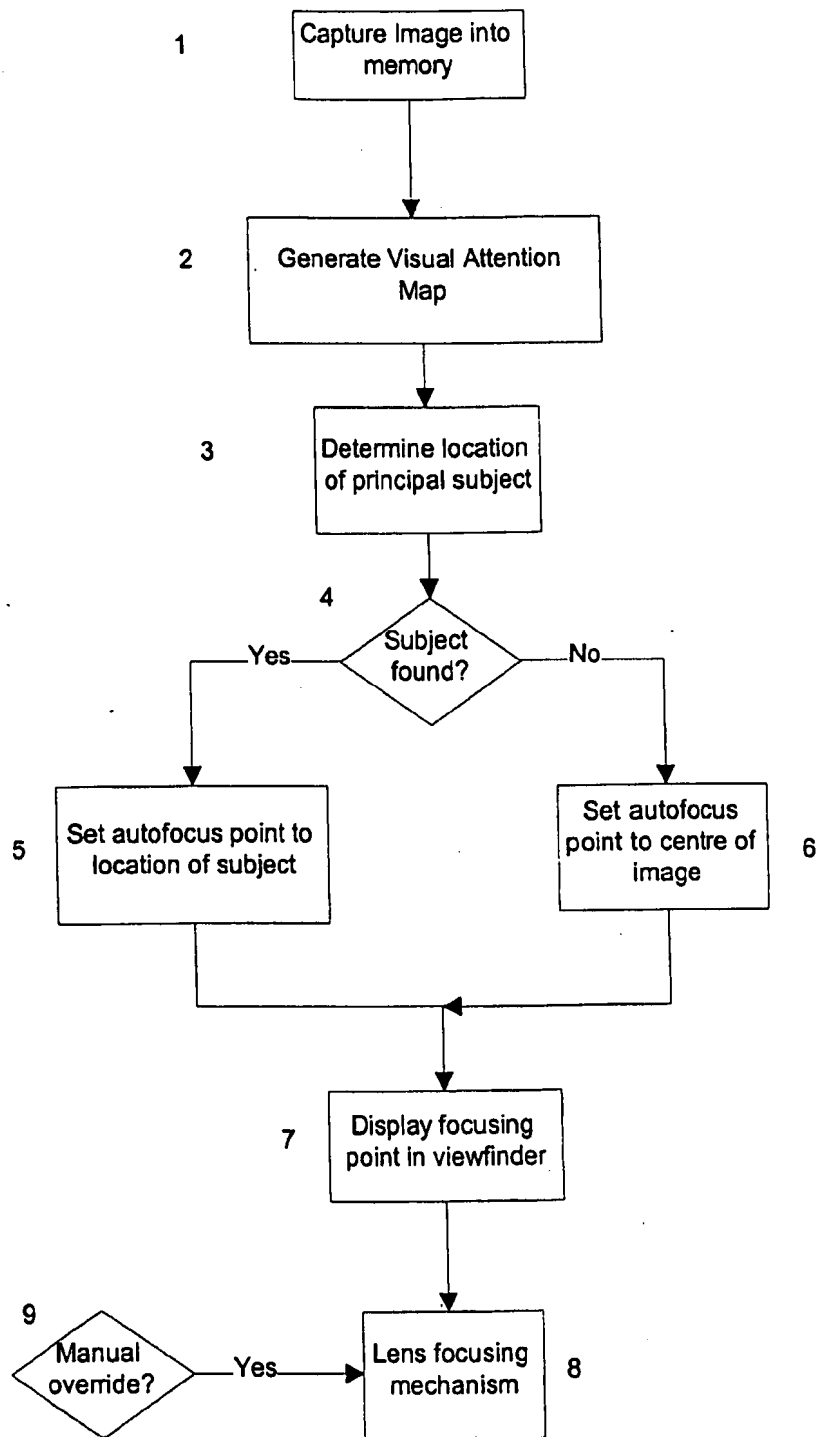 1
Capture Image into
memory
2
Generate Visual Attention
Map
3
Determine location
of principal subject
4
Subject
found?
Yes
No
5
Set autofocus point to
location of subject
Set autofocus
point to centre of
image
6
7
Display focusing
point in viewfinder
9
Manual
override?
Yes
Lens focusing
mechanism
8